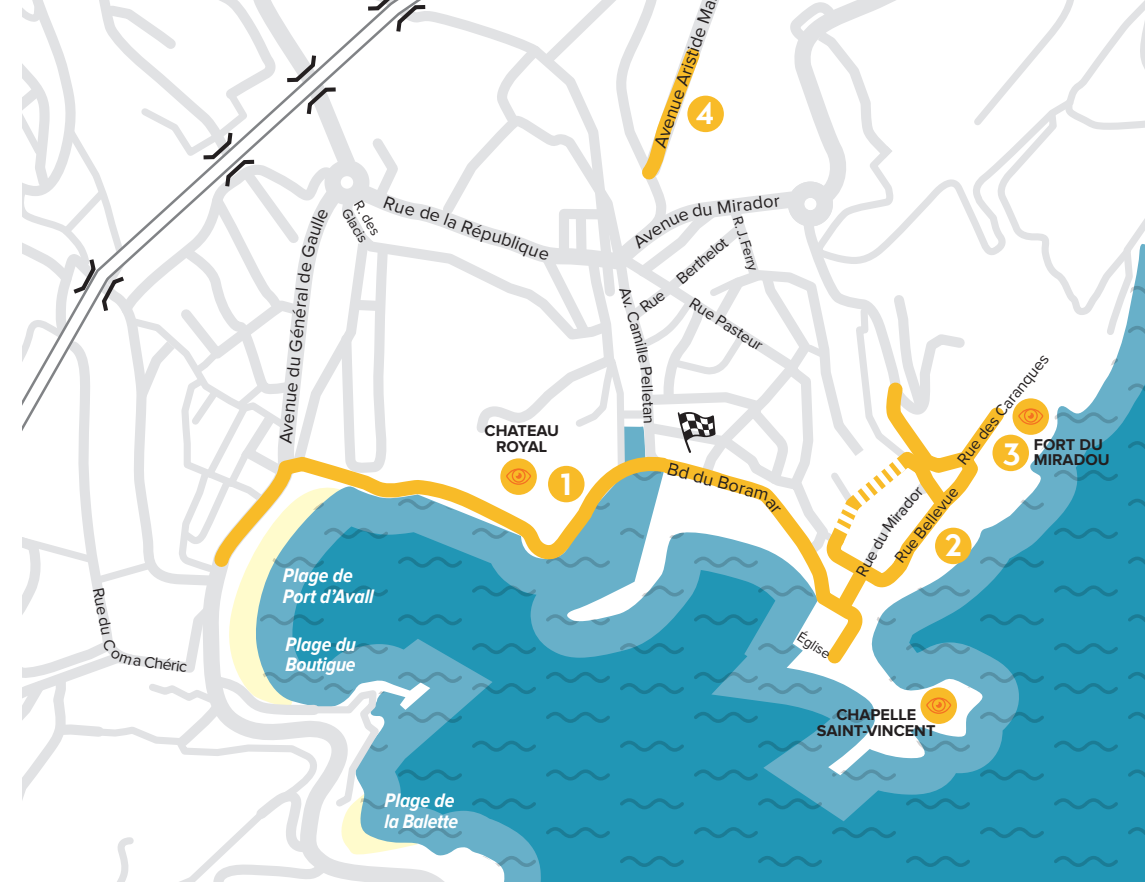 Avenue Aristide Ma
4
Rue de la République
R. des
Glacis
Avenue du Mirador
R. J. Ferry
Rue Berthelot
Rue Pasteur
Avenue du Général de Gaulle
Av. Camille Pelletan
CHATEAU
ROYAL
1
Bd du Boramar
Rue des Caranques
3
FORT DU
MIRADOU
Rue du Mirador
Rue Bellevue
2
Plage de
Port d'Avall
Plage du
Boutigue
Rue du Coma Chéric
Église
CHAPELLE
SAINT-VINCENT
Plage de
la Balette